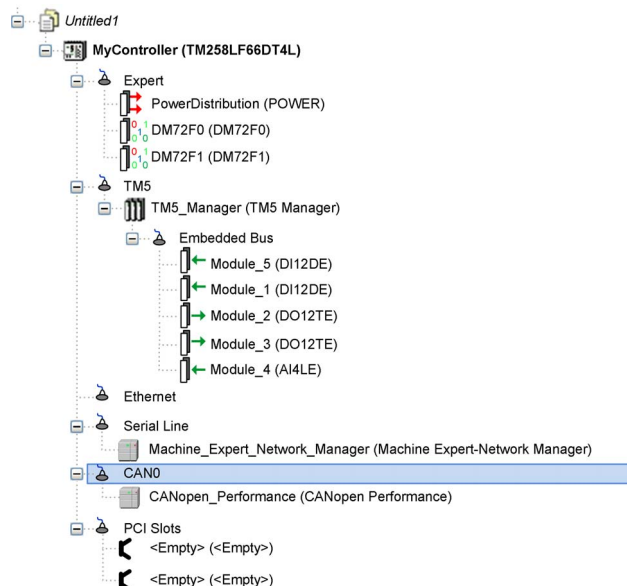 Untitled1
MyController (TM258LF66DT4L)
Expert
PowerDistribution (POWER)
DM72F0 (DM72F0)
DM72F1 (DM72F1)
TM5
TM5_Manager (TM5 Manager)
Embedded Bus
Module_5 (DI12DE)
Module_1 (DI12DE)
Module_2 (DO12TE)
Module_3 (DO12TE)
Module_4 (AI4LE)
Ethernet
Serial Line
Machine_Expert_Network_Manager (Machine Expert-Network Manager)
CAN0
CANopen_Performance (CANopen Performance)
PCI Slots
<Empty> (<Empty>)
<Empty> (<Empty>)